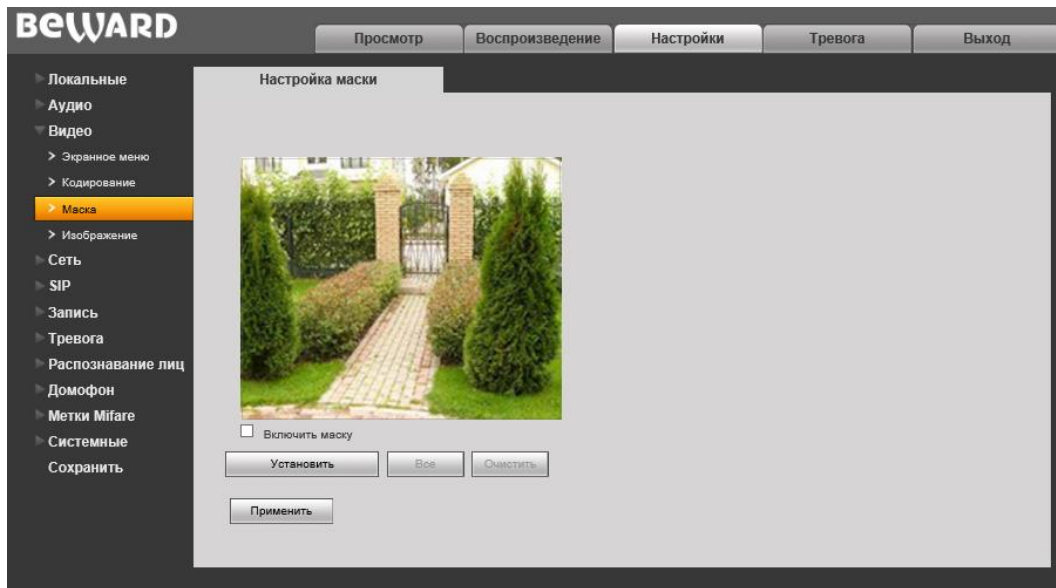 BEWARD
Просмотр
Воспроизведение
Настройки
Тревога
Выход
Локальные
Аудио
Видео
Экранное меню
Кодирование
Маска
Изображение
Сеть
SIP
Запись
Тревога
Распознавание лиц
Домофон
Метки Mifare
Системные
Сохранить
Настройка маски
Включить маску
Установить
Все
Очистить
Применить